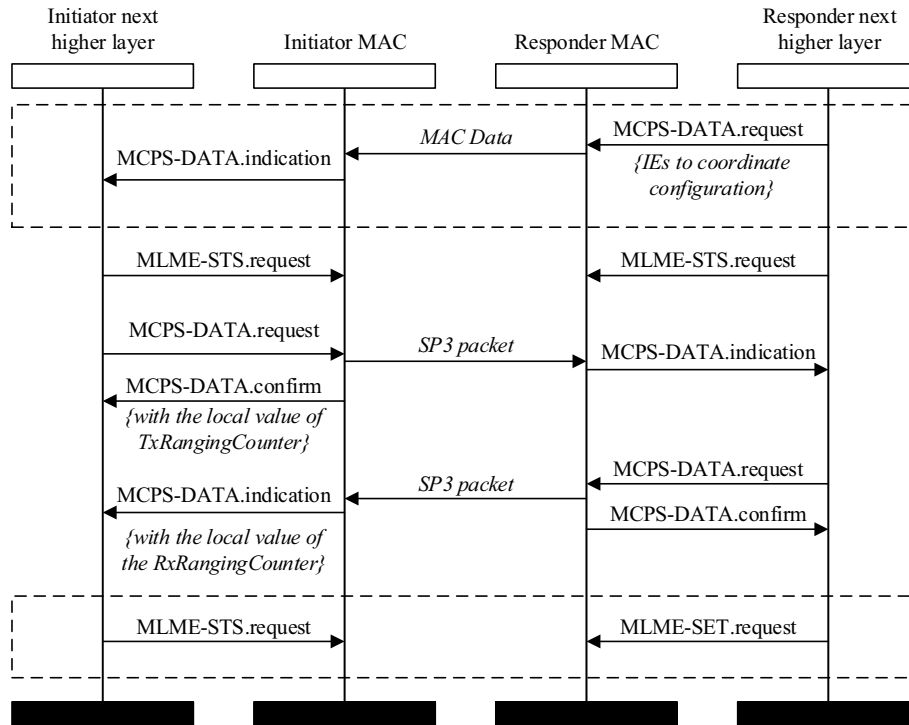 Initiator next
higher layer
Initiator MAC
Responder MAC
Responder next
higher layer
MCPS-DATA.request
MAC Data
MCPS-DATA.indication
{IEs to coordinate
configuration}
MLME-STS.request
MLME-STS.request
MCPS-DATA.request
SP3 packet
MCPS-DATA.indication
MCPS-DATA.confirm
{with the local value of
TxRangingCounter}
MCPS-DATA.request
SP3 packet
MCPS-DATA.indication
MCPS-DATA.confirm
{with the local value of
the RxRangingCounter}
MLME-STS.request
MLME-SET.request